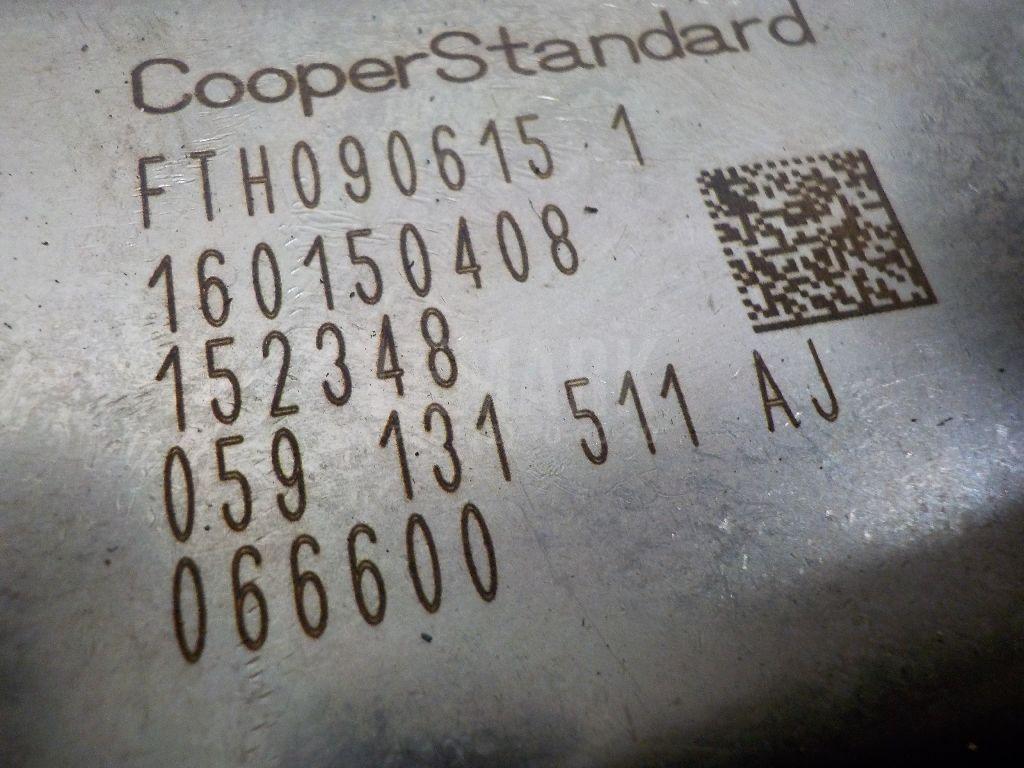 CooperStandard
FTH090615 1
160150408
152348
059 131 511 AJ
066600